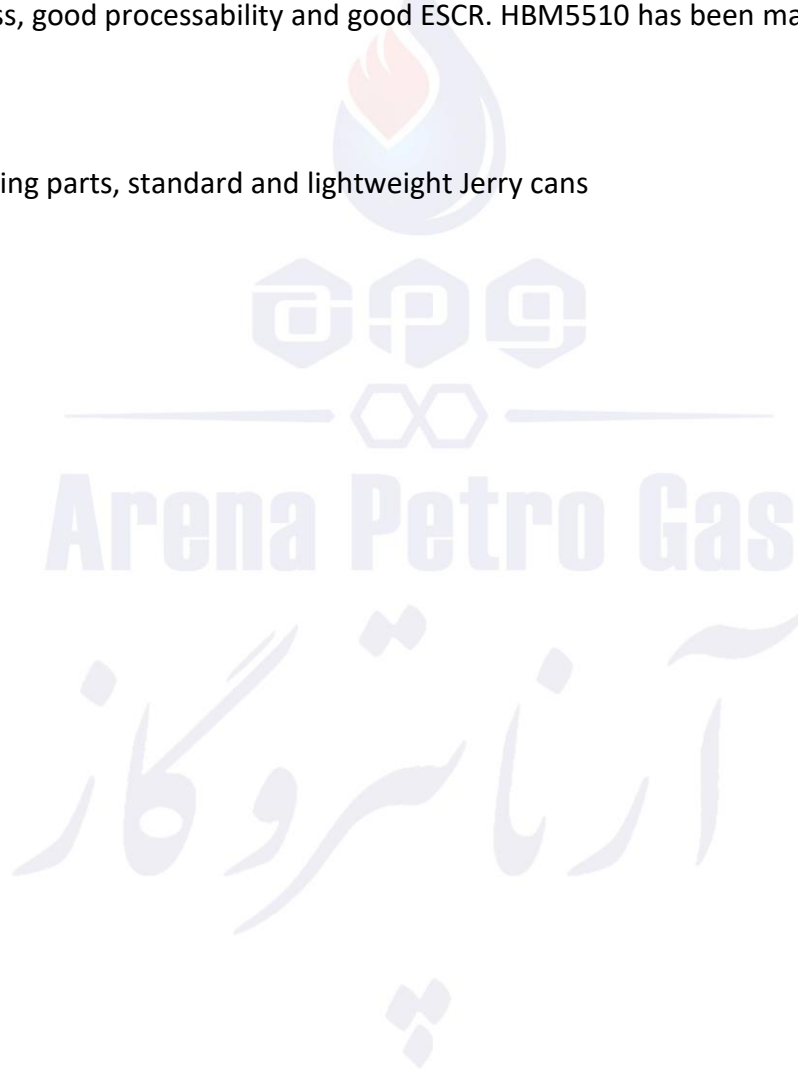 ss, good processability and good ESCR. HBM5510 has been ma
ing parts, standard and lightweight Jerry cans
apg
Arena Petro Gas
آرنا پتروگاز